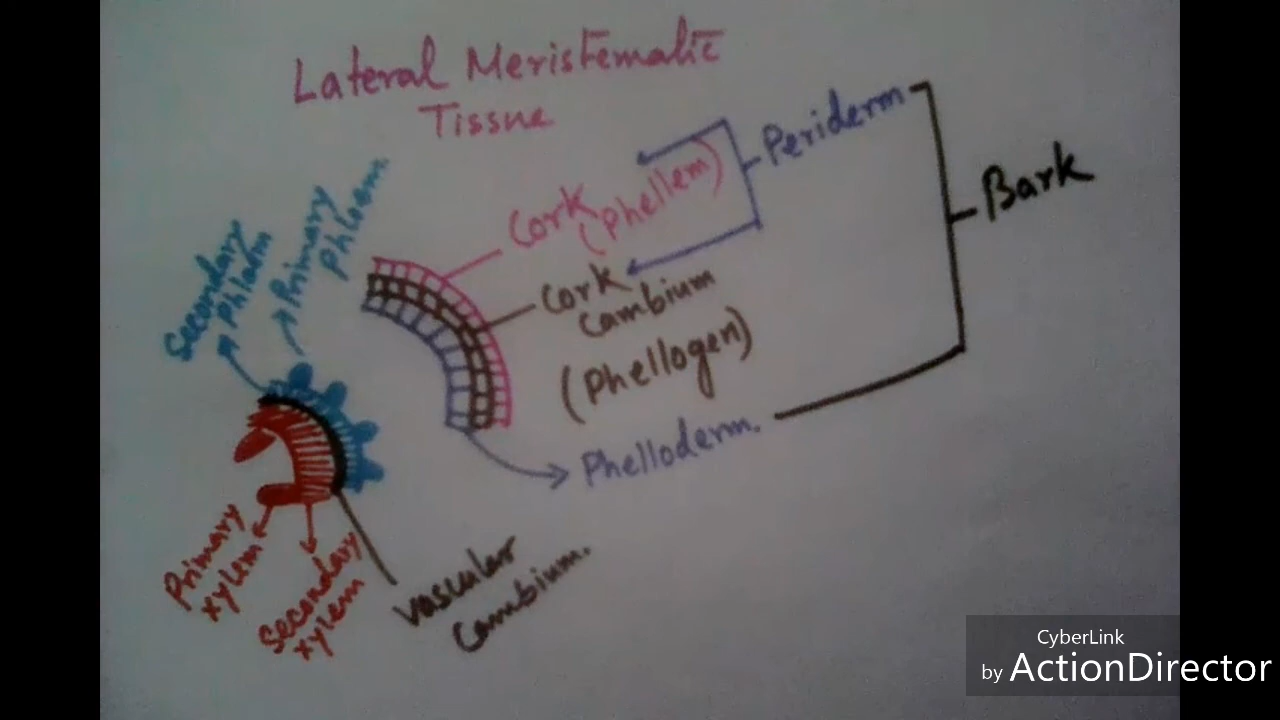 Lateral Meristematic
Tissue
Periderm
Bark
Cork
(Phellem)
Cork
Cambium
(Phellogen)
Phelloderm.
Secondary
Phloem
Primary
Phloem
Primary
xylem
Secondary
xylem
Vascular
Cambium.
CyberLink
by ActionDirector